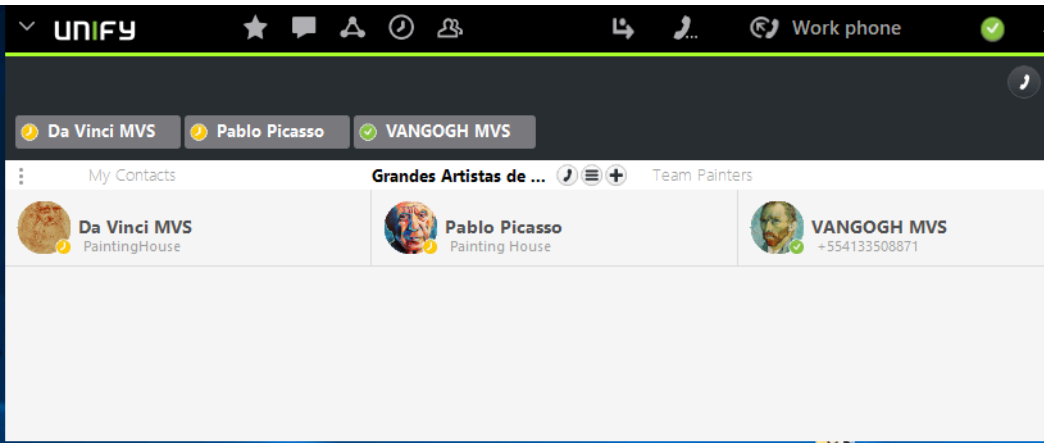 UNIFY
Work phone
Da Vinci MVS
Pablo Picasso
VANGOGH MVS
My Contacts
Grandes Artistas de ...
Team Painters
Da Vinci MVS
PaintingHouse
Pablo Picasso
Painting House
VANGOGH MVS
+554133508871